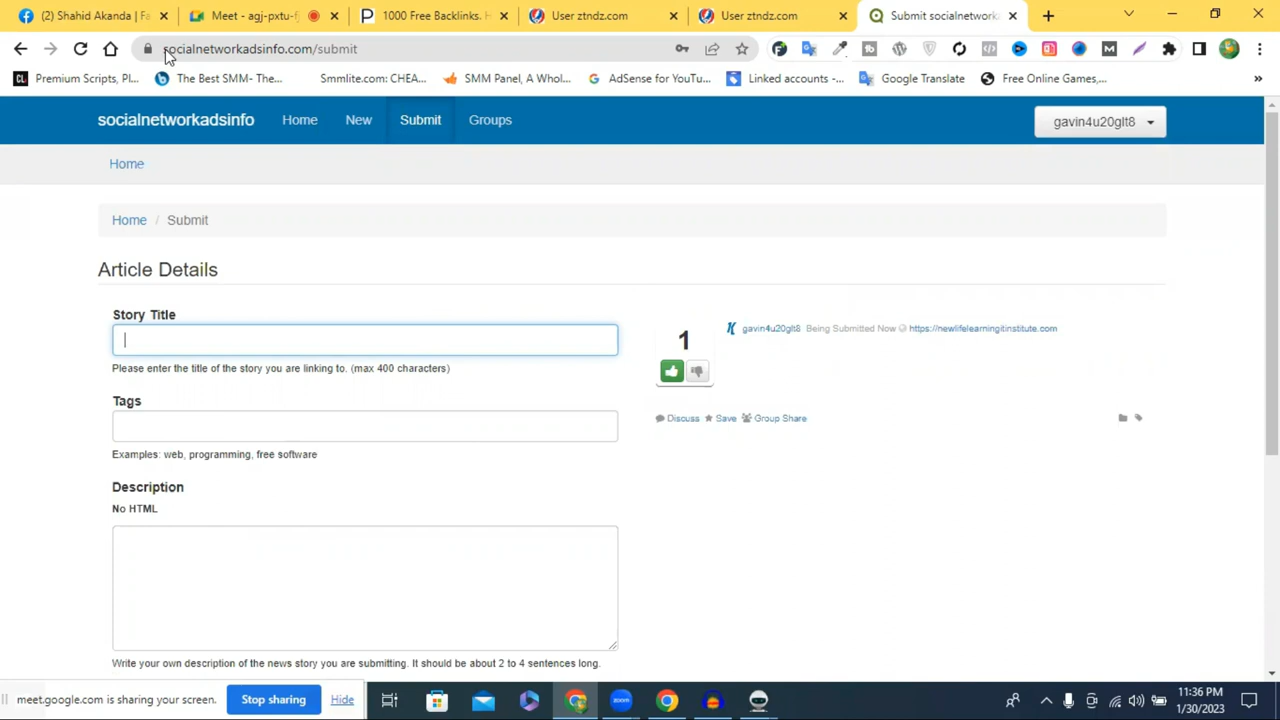 (2) Shahid Akanda | Fa
Meet - agj-pxtu-f
1000 Free Backlinks. H
User ztndz.com
User ztndz.com
Submit socialnetwork
socialnetworkadsinfo.com/submit
Premium Scripts, Pl...
The Best SMM- The...
Smmlite.com: CHEA...
SMM Panel, A Whol...
AdSense for YouTu...
Linked accounts -...
Google Translate
Free Online Games,...
socialnetworkadsinfo
Home
New
Submit
Groups
gavin4u20glt8
Home
Home / Submit
Article Details
Story Title
Please enter the title of the story you are linking to. (max 400 characters)
Tags
Examples: web, programming, free software
Description
No HTML
Write your own description of the news story you are submitting. It should be about 2 to 4 sentences long.
1
gavin4u20glt8 Being Submitted Now https://newlifelearningitinstitute.com
Discuss Save Group Share
meet.google.com is sharing your screen.
Stop sharing
Hide
zoom
11:36 PM
1/30/2023